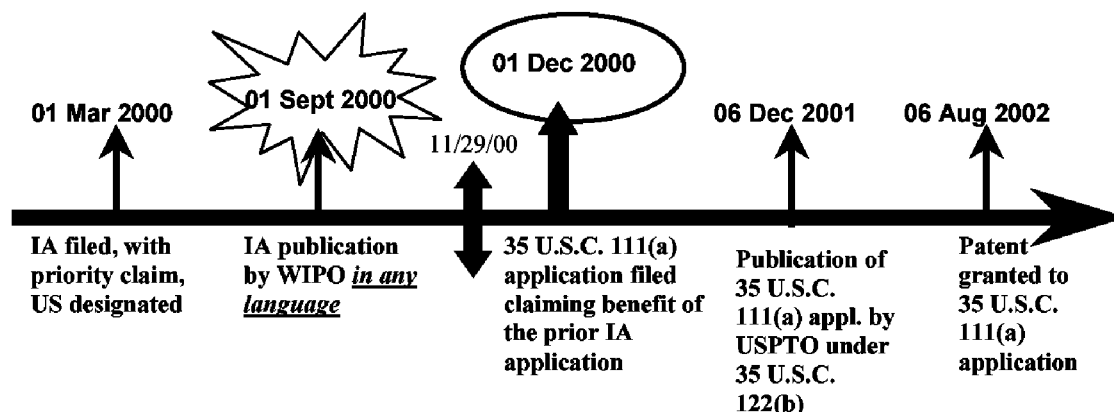 01 Mar 2000
01 Sept 2000
11/29/00
01 Dec 2000
06 Dec 2001
06 Aug 2002
IA filed, with
priority claim,
US designated
IA publication
by WIPO in any
language
35 U.S.C. 111(a)
application filed
claiming benefit of
the prior IA
application
Publication of
35 U.S.C.
111(a) appl. by
USPTO under
35 U.S.C.
122(b)
Patent
granted to
35 U.S.C.
111(a)
application